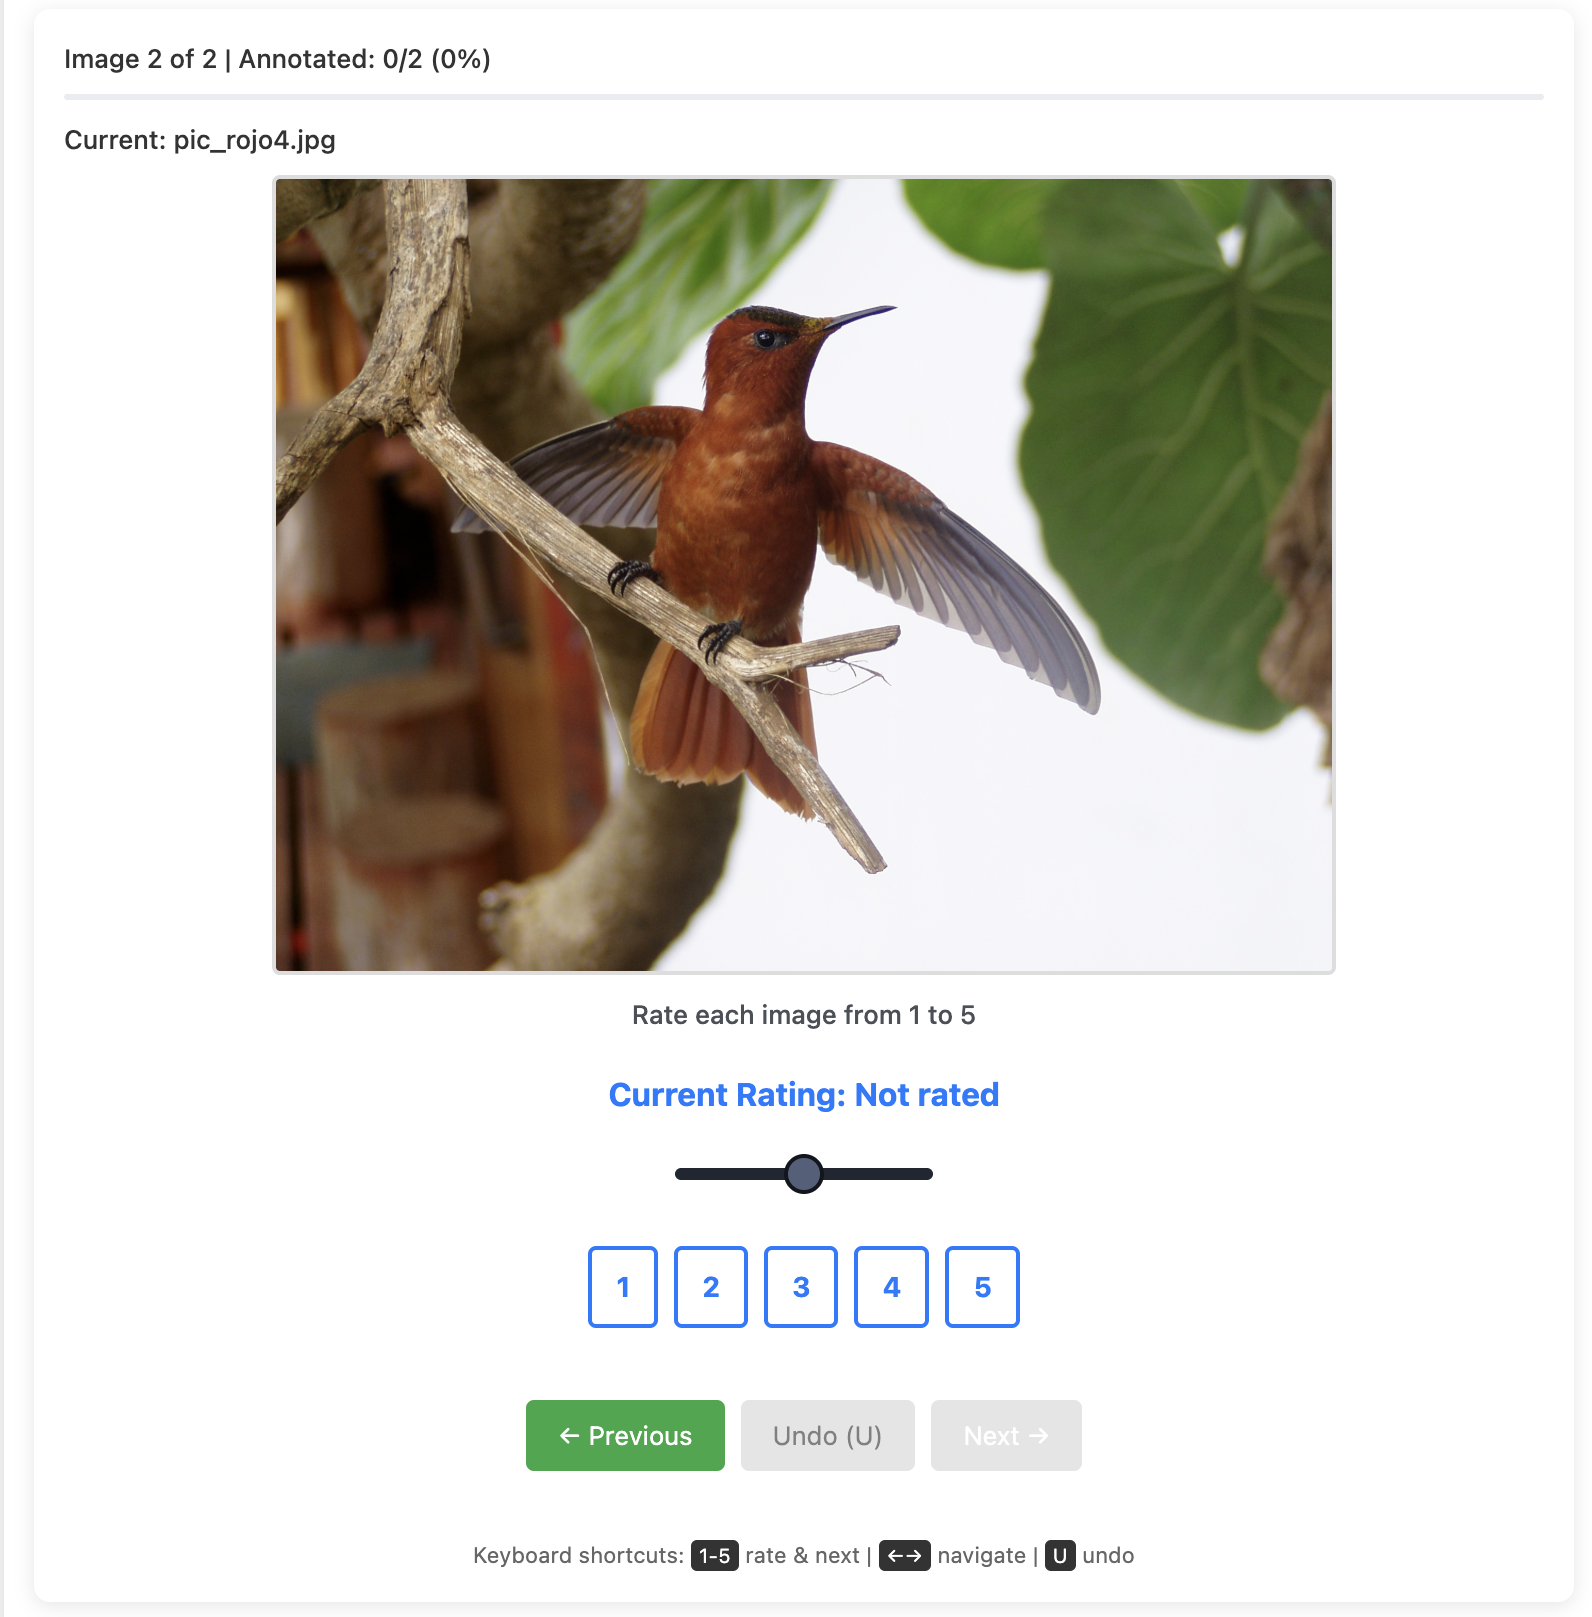 Image 2 of 2 | Annotated: 0/2 (0%)
Current: pic_rojo4.jpg
Rate each image from 1 to 5
Current Rating: Not rated
1 2 3 4 5
← Previous Undo (U) Next →
Keyboard shortcuts: 1-5 rate & next | ←→ navigate | U undo